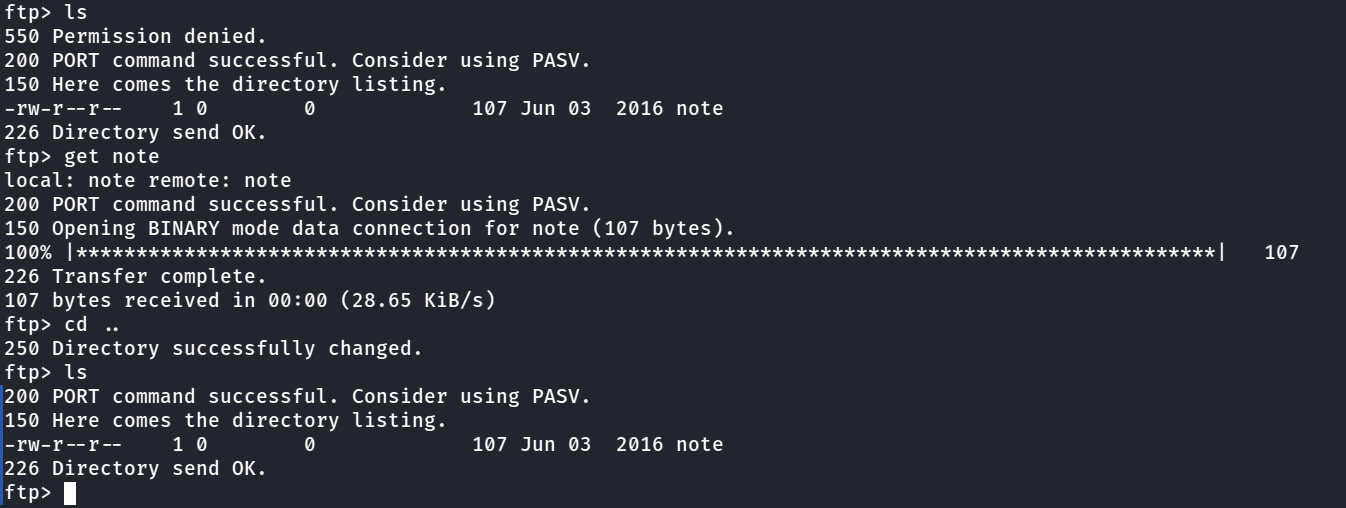 ftp> ls
550 Permission denied.
200 PORT command successful. Consider using PASV.
150 Here comes the directory listing.
-rw-r--r--    1 0        0             107 Jun 03  2016 note
226 Directory send OK.
ftp> get note
local: note remote: note
200 PORT command successful. Consider using PASV.
150 Opening BINARY mode data connection for note (107 bytes).
100% |***********************************************************************************************|   107
226 Transfer complete.
107 bytes received in 00:00 (28.65 KiB/s)
ftp> cd ..
250 Directory successfully changed.
ftp> ls
200 PORT command successful. Consider using PASV.
150 Here comes the directory listing.
-rw-r--r--    1 0        0             107 Jun 03  2016 note
226 Directory send OK.
ftp>